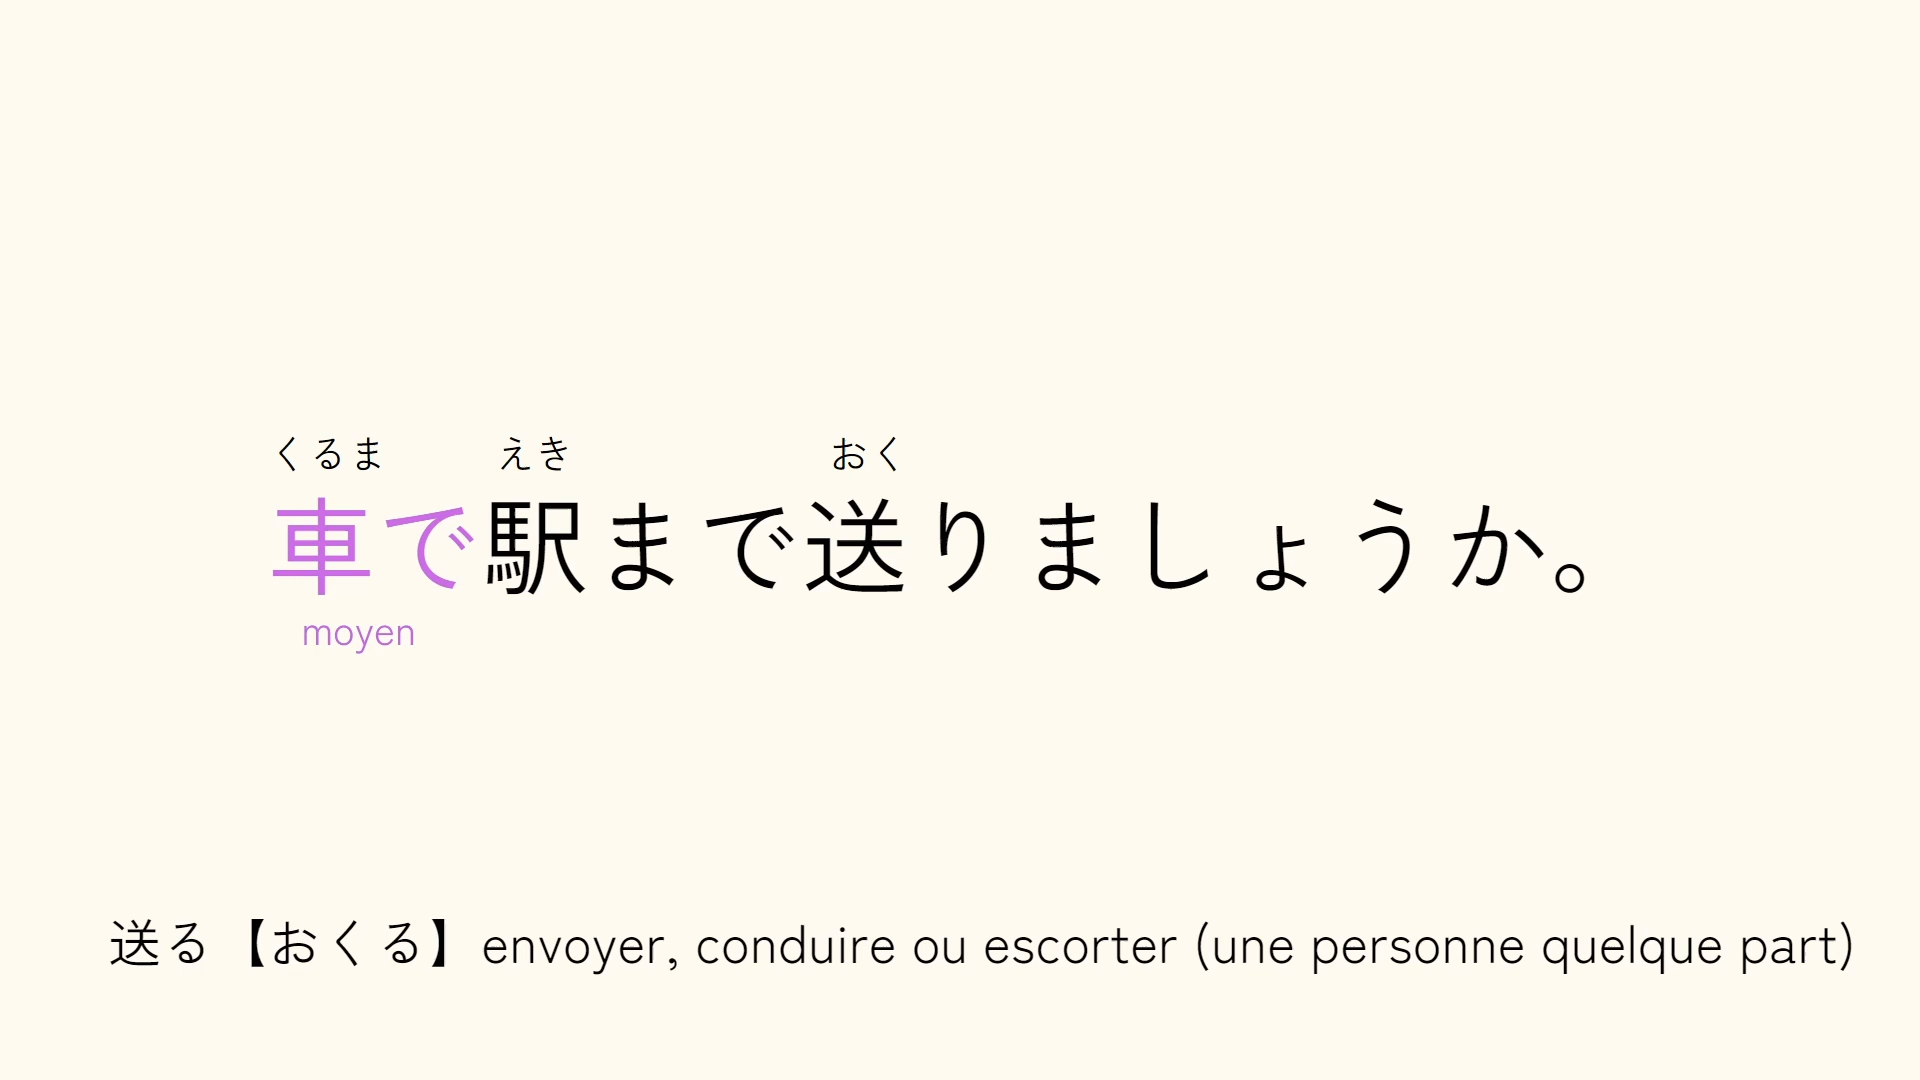 くるま えき おく
車で駅まで送りましょうか。
moyen
送る【おくる】envoyer, conduire ou escorter (une personne quelque part)